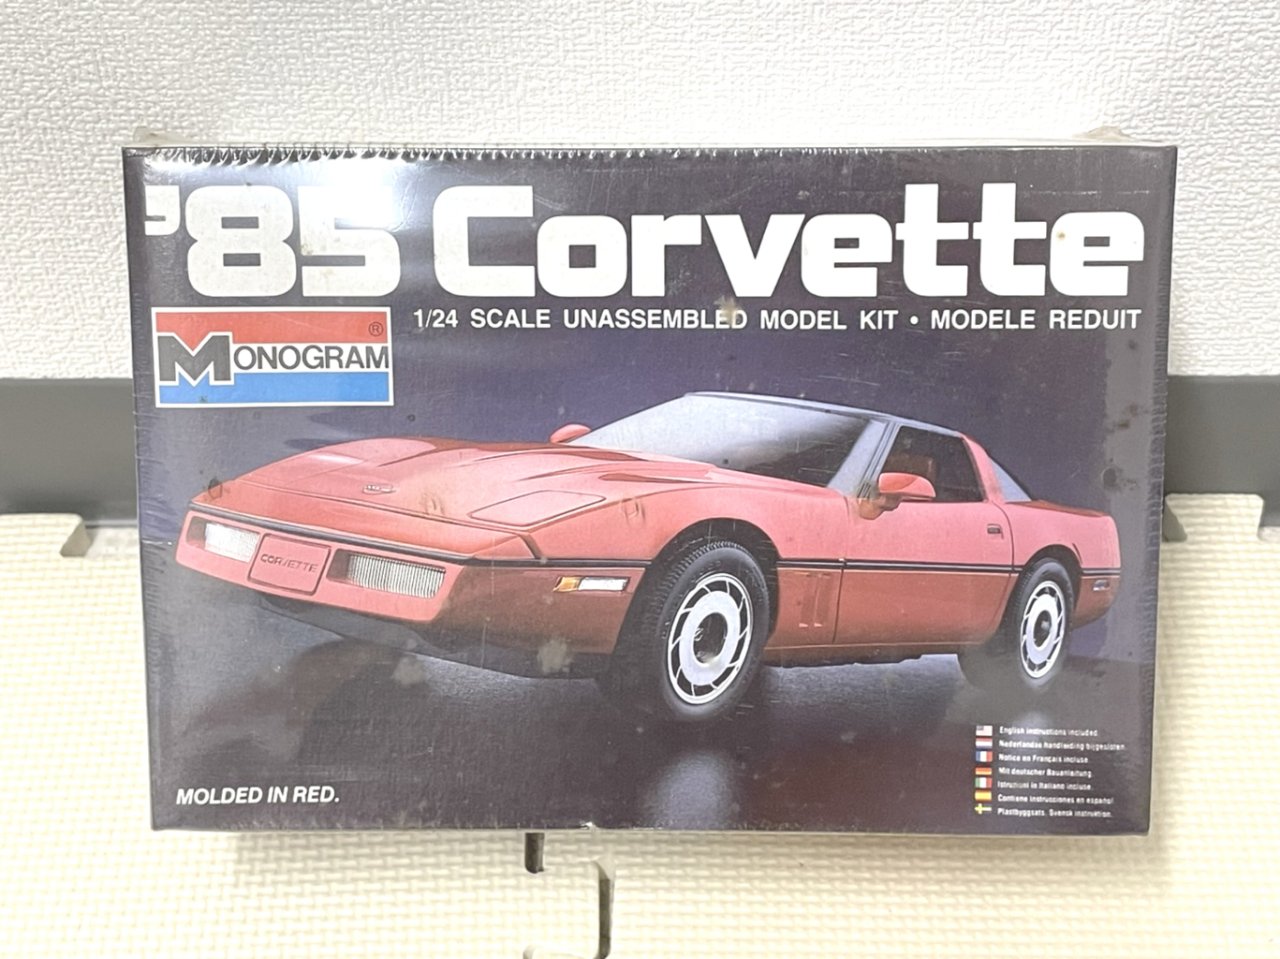 '85 Corvette
1/24 SCALE UNASSEMBLED MODEL KIT • MODELE REDUIT
MONOGRAM®
CORVETTE
English instructions included.
Nederlandse handleiding bijgesloten.
Notice en Français incluse.
Mit deutscher Bauanleitung.
Istruzioni in Italiano incluse.
Contiene instrucciones en espanol
Plastbyggsats. Svensk instruktion.
MOLDED IN RED.